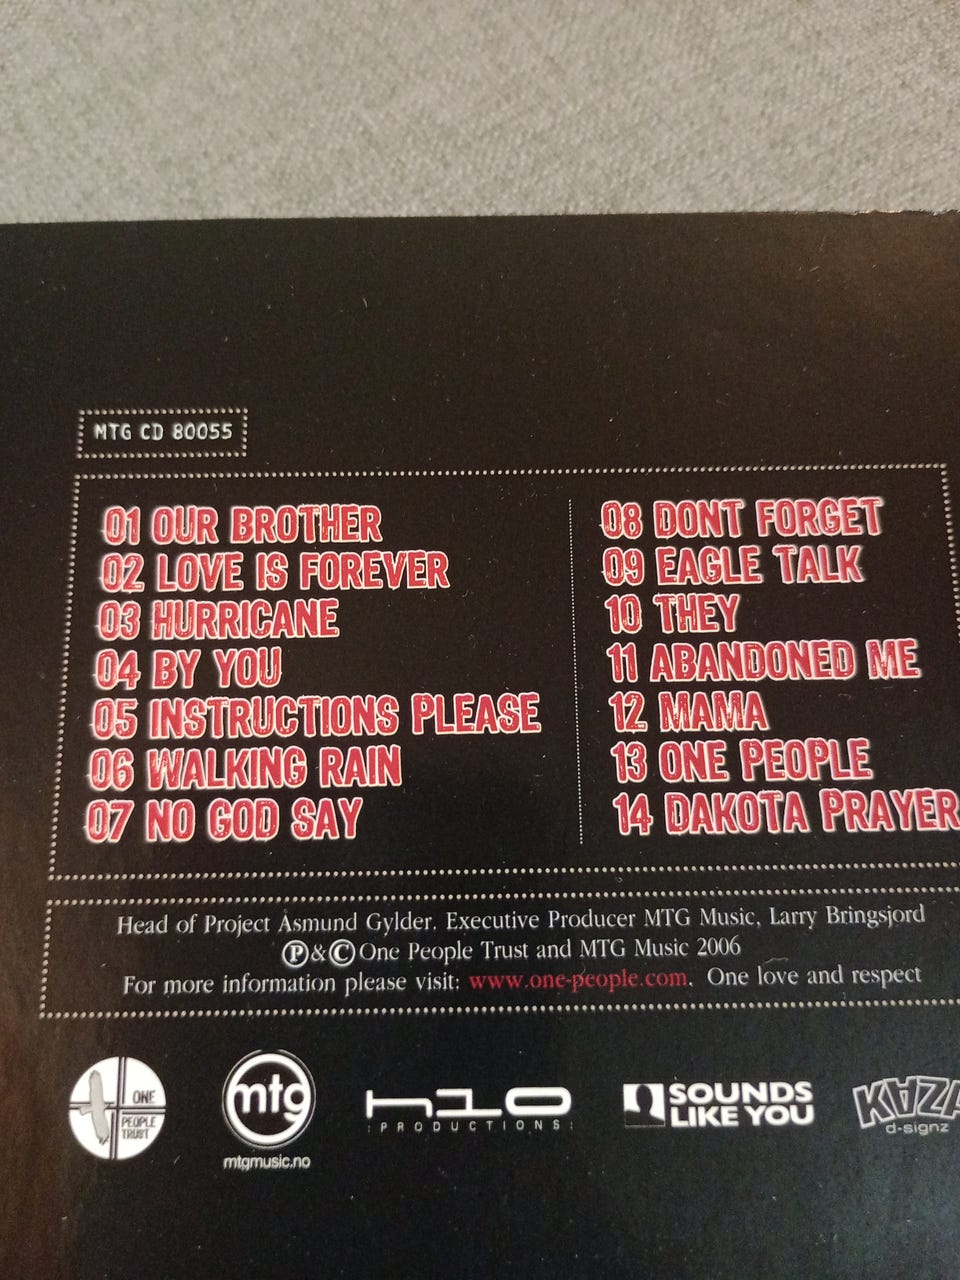 MTG CD 80055
01 OUR BROTHER
02 LOVE IS FOREVER
03 HURRICANE
04 BY YOU
05 INSTRUCTIONS PLEASE
06 WALKING RAIN
07 NO GOD SAY
08 DONT FORGET
09 EAGLE TALK
10 THEY
11 ABANDONED ME
12 MAMA
13 ONE PEOPLE
14 DAKOTA PRAYER
Head of Project Asmund Gylder, Executive Producer MTG Music, Larry Bringsjord
Ⓟ&©One People Trust and MTG Music 2006
For more information please visit: www.one-people.com. One love and respect
ONE
PEOPLE
TRUST
mtg
mtgmusic.no
h10
:PRODUCTIONS:
SOUNDS
LIKE YOU
d-signz